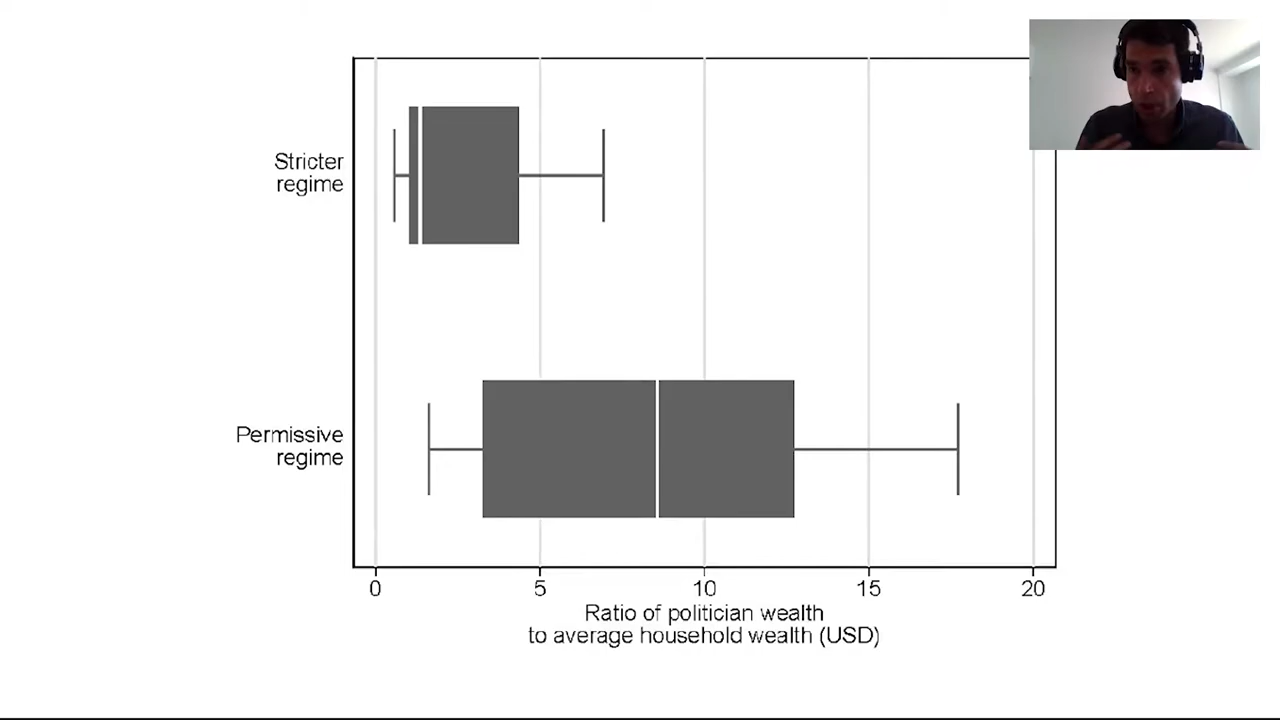 Stricter
regime
Permissive
regime
0 5 10 15 20
Ratio of politician wealth
to average household wealth (USD)